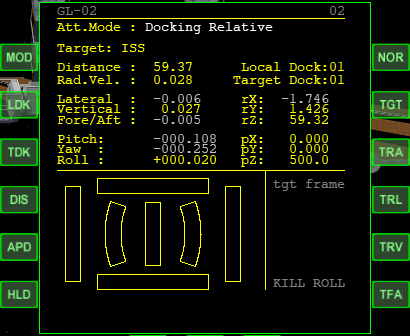 GL-02 02
Att.Mode : Docking Relative
Target: ISS
Distance : 59.37 Local Dock:01
Rad.Vel. : 0.028 Target Dock:01
Lateral -0.006 rX: -1.746
Vertical : 0.027 rY: 1.426
Fore/Aft : -0.005 rZ: 59.32
Pitch: -000.108 pX: 0.000
Yaw : -000.252 pY: 0.000
Roll : +000.020 pZ: 500.0
tgt frame
KILL ROLL
MOD
LDK
TDK
DIS
APD
HLD
NOR
TGT
TRA
TRL
TRV
TFA